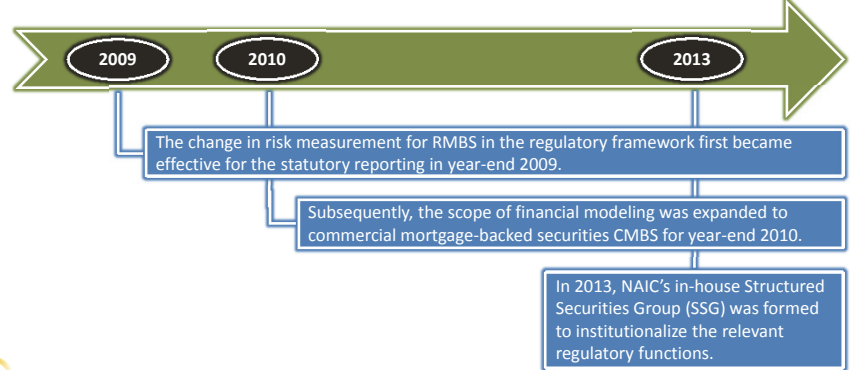 2009
2010
2013
The change in risk measurement for RMBS in the regulatory framework first became
effective for the statutory reporting in year-end 2009.
Subsequently, the scope of financial modeling was expanded to
commercial mortgage-backed securities CMBS for year-end 2010.
In 2013, NAIC’s in-house Structured
Securities Group (SSG) was formed
to institutionalize the relevant
regulatory functions.